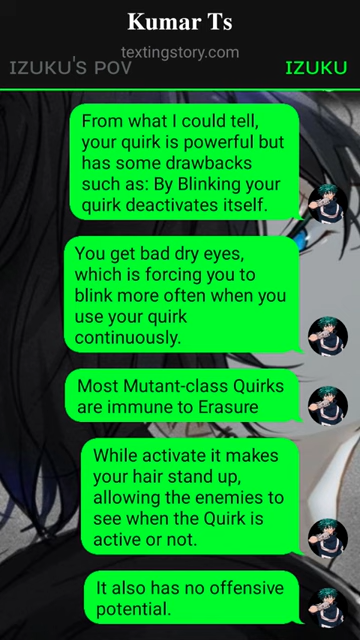 Kumar Ts
textingstory.com
IZUKU'S POV
IZUKU
From what I could tell,
your quirk is powerful but
has some drawbacks
such as: By Blinking your
quirk deactivates itself.
You get bad dry eyes,
which is forcing you to
blink more often when you
use your quirk
continuously.
Most Mutant-class Quirks
are immune to Erasure
While activate it makes
your hair stand up,
allowing the enemies to
see when the Quirk is
active or not.
It also has no offensive
potential.